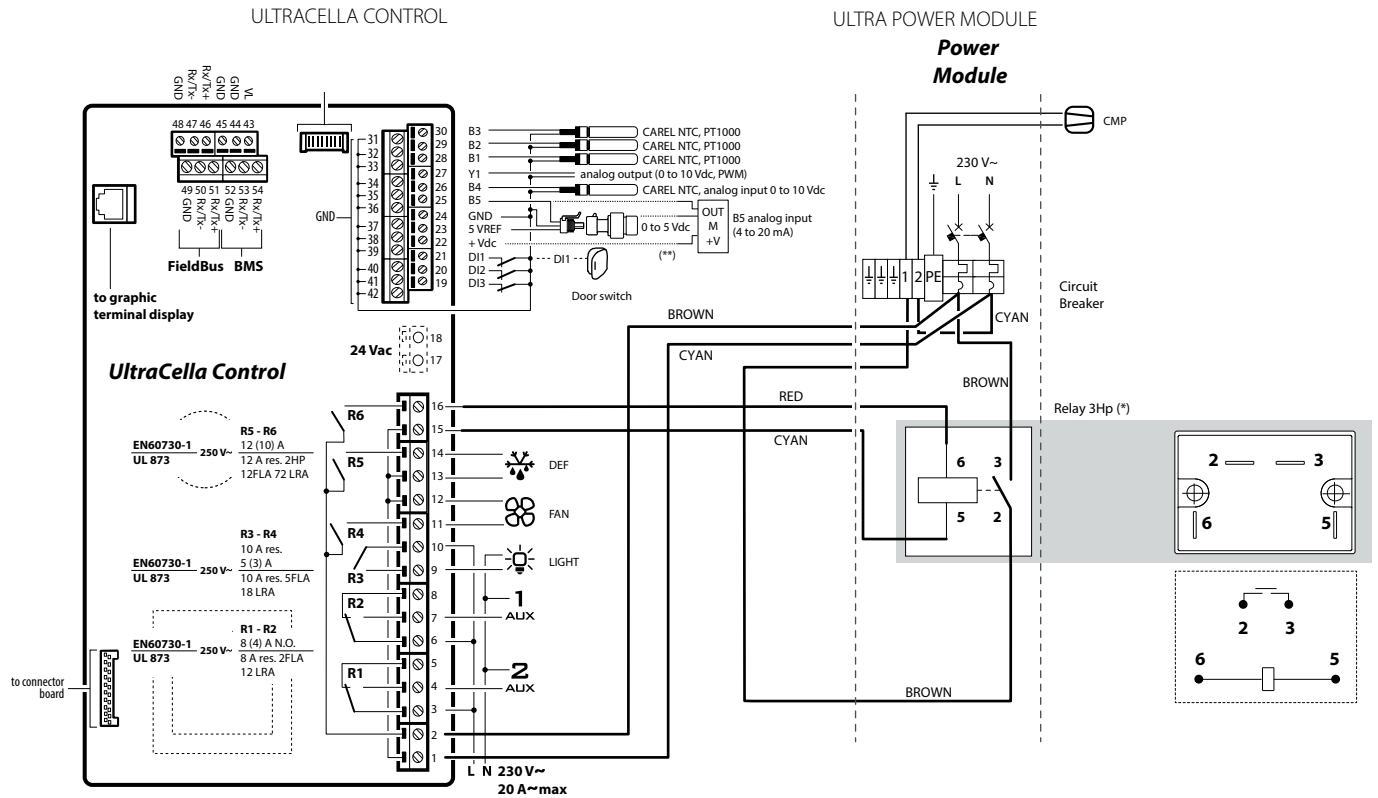 ULTRACELLA CONTROL
ULTRA POWER MODULE
Power
Module
GND
Rx/Tx-
Rx/Tx+
GND
GND
VL
48 47 46 45 44 43
49 50 51 52 53 54
GND
Rx/Tx-
Rx/Tx+
GND
Rx/Tx-
Rx/Tx+
FieldBus
BMS
to graphic
terminal display
GND
31
32
33
34
35
36
37
38
39
40
41
42
30
29
28
27
26
25
24
23
22
21
20
19
B3
B2
B1
Y1
B4
B5
GND
5 VREF
+ Vdc
DI1
DI2
DI3
CAREL NTC, PT1000
CAREL NTC, PT1000
CAREL NTC, PT1000
analog output (0 to 10 Vdc, PWM)
CAREL NTC, analog input 0 to 10 Vdc
0 to 5 Vdc
OUT
M
+V
B5 analog input
(4 to 20 mA)
(**)
DI1
Door switch
24 Vac
18
17
UltraCella Control
CMP
230 V~
L N
1 2 PE
Circuit
Breaker
BROWN
CYAN
CYAN
BROWN
RED
CYAN
BROWN
Relay 3Hp (*)
6 3
5 2
2 3
6 5
2 3
6 5
EN60730-1
UL 873
250 V~
R5 - R6
12 (10) A
12 A res. 2HP
12FLA 72 LRA
EN60730-1
UL 873
250 V~
R3 - R4
10 A res.
5 (3) A
10 A res. 5FLA
18 LRA
EN60730-1
UL 873
250 V~
R1 - R2
8 (4) A N.O.
8 A res. 2FLA
12 LRA
R6
R5
R4
R3
R2
R1
16
15
14
13
12
11
10
9
8
7
6
5
4
3
2
1
DEF
FAN
LIGHT
1
AUX
2
AUX
to connector
board
L N 230 V~
20 A~max